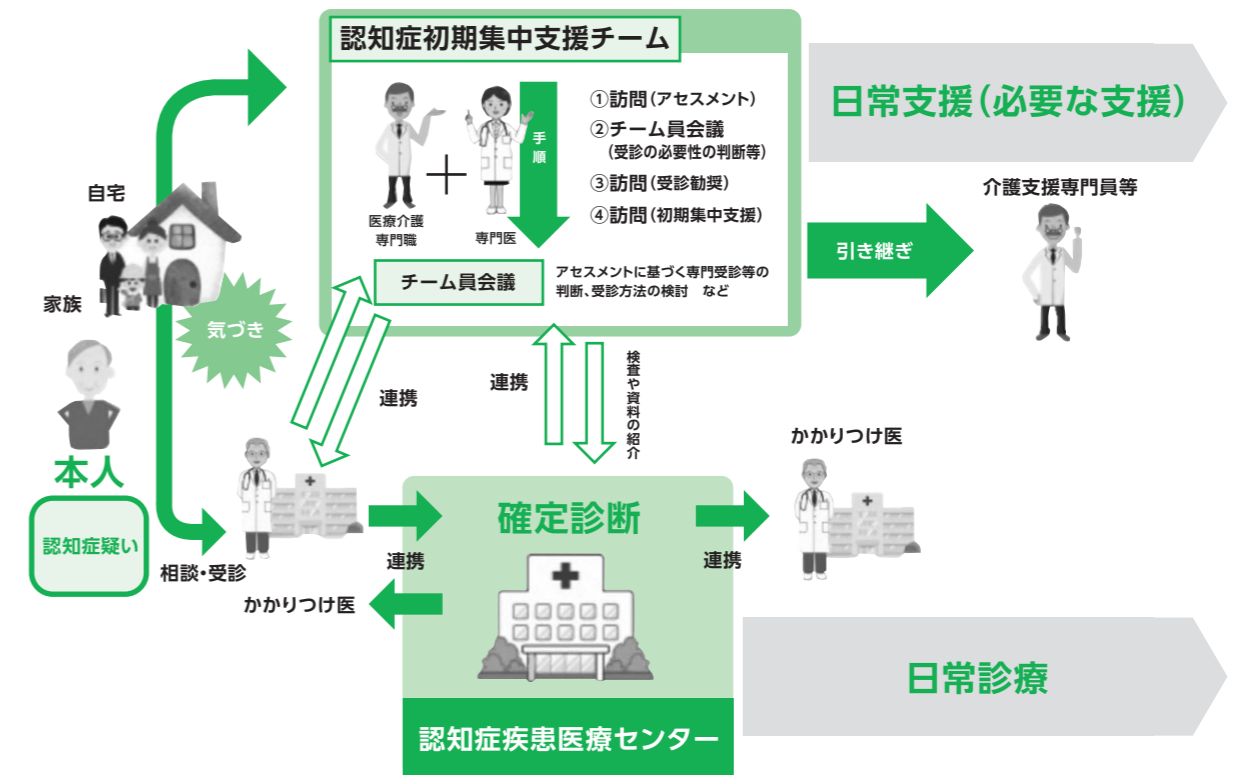 認知症初期集中支援チーム
医療介護
専門職
専門医
手順
①訪問（アセスメント）
②チーム員会議
（受診の必要性の判断等）
③訪問（受診勧奨）
④訪問（初期集中支援）
チーム員会議
アセスメントに基づく専門受診等の
判断、受診方法の検討　など
日常支援（必要な支援）
介護支援専門員等
引き継ぎ
自宅
家族
気づき
本人
認知症疑い
相談・受診
連携
連携
検査や資料の紹介
かかりつけ医
連携
確定診断
連携
かかりつけ医
認知症疾患医療センター
日常診療